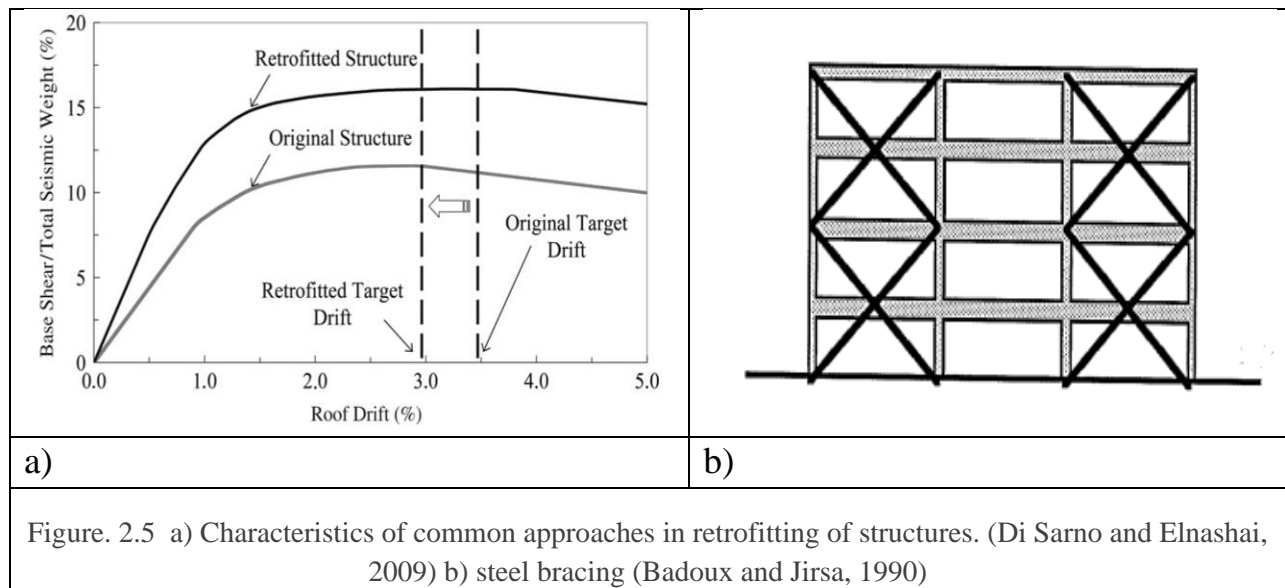 20
15
10
5
0
Base Shear/Total Seismic Weight (%)
Retrofitted Structure
Original Structure
Original Target
Drift
Retrofitted Target
Drift
0.0 1.0 2.0 3.0 4.0 5.0
Roof Drift (%)
a)
b)
Figure. 2.5 a) Characteristics of common approaches in retrofitting of structures. (Di Sarno and Elnashai,
2009) b) steel bracing (Badoux and Jirsa, 1990)